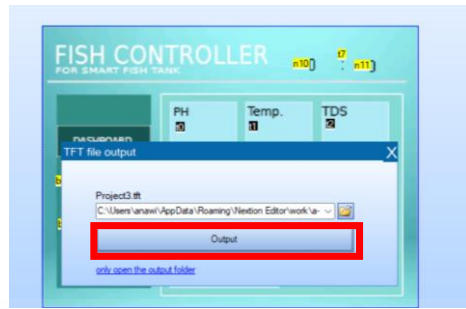 FISH CONTROLLER
FOR SMART FISH TANK
n10
t7
:
n11
PH
Temp.
TDS
t0
t1
t2
DASHBOARD
TFT file output
X
Project3.tft
C:\Users\anawi\AppData\Roaming\Nextion Editor\work\a-
Output
only open the output folder